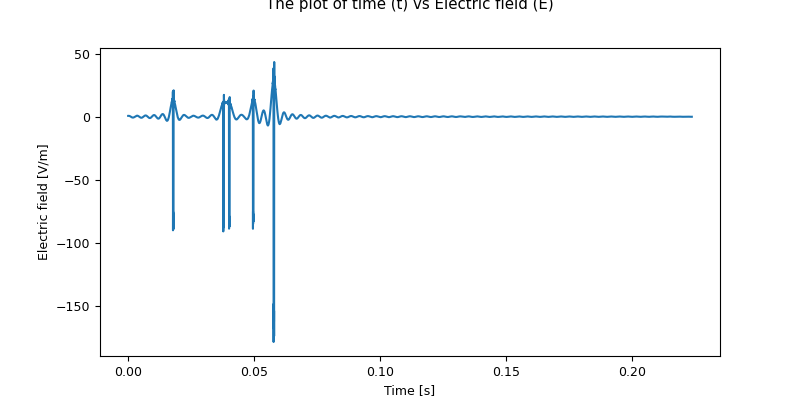 The plot of time (t) vs Electric field (E)
50
0
−50
−100
−150
Electric field [V/m]
0.00 0.05 0.10 0.15 0.20
Time [s]